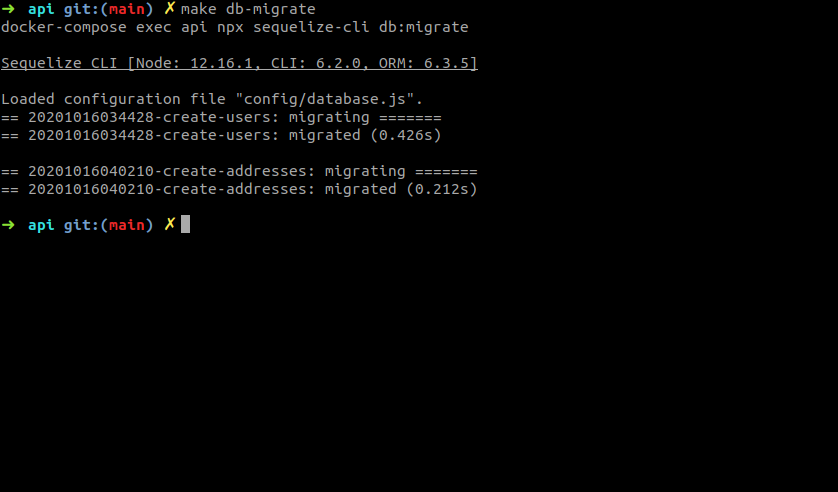 ➜ api git:(main) ✗ make db-migrate
docker-compose exec api npx sequelize-cli db:migrate
Sequelize CLI [Node: 12.16.1, CLI: 6.2.0, ORM: 6.3.5]
Loaded configuration file "config/database.js".
== 20201016034428-create-users: migrating =======
== 20201016034428-create-users: migrated (0.426s)
== 20201016040210-create-addresses: migrating =======
== 20201016040210-create-addresses: migrated (0.212s)
➜ api git:(main) ✗